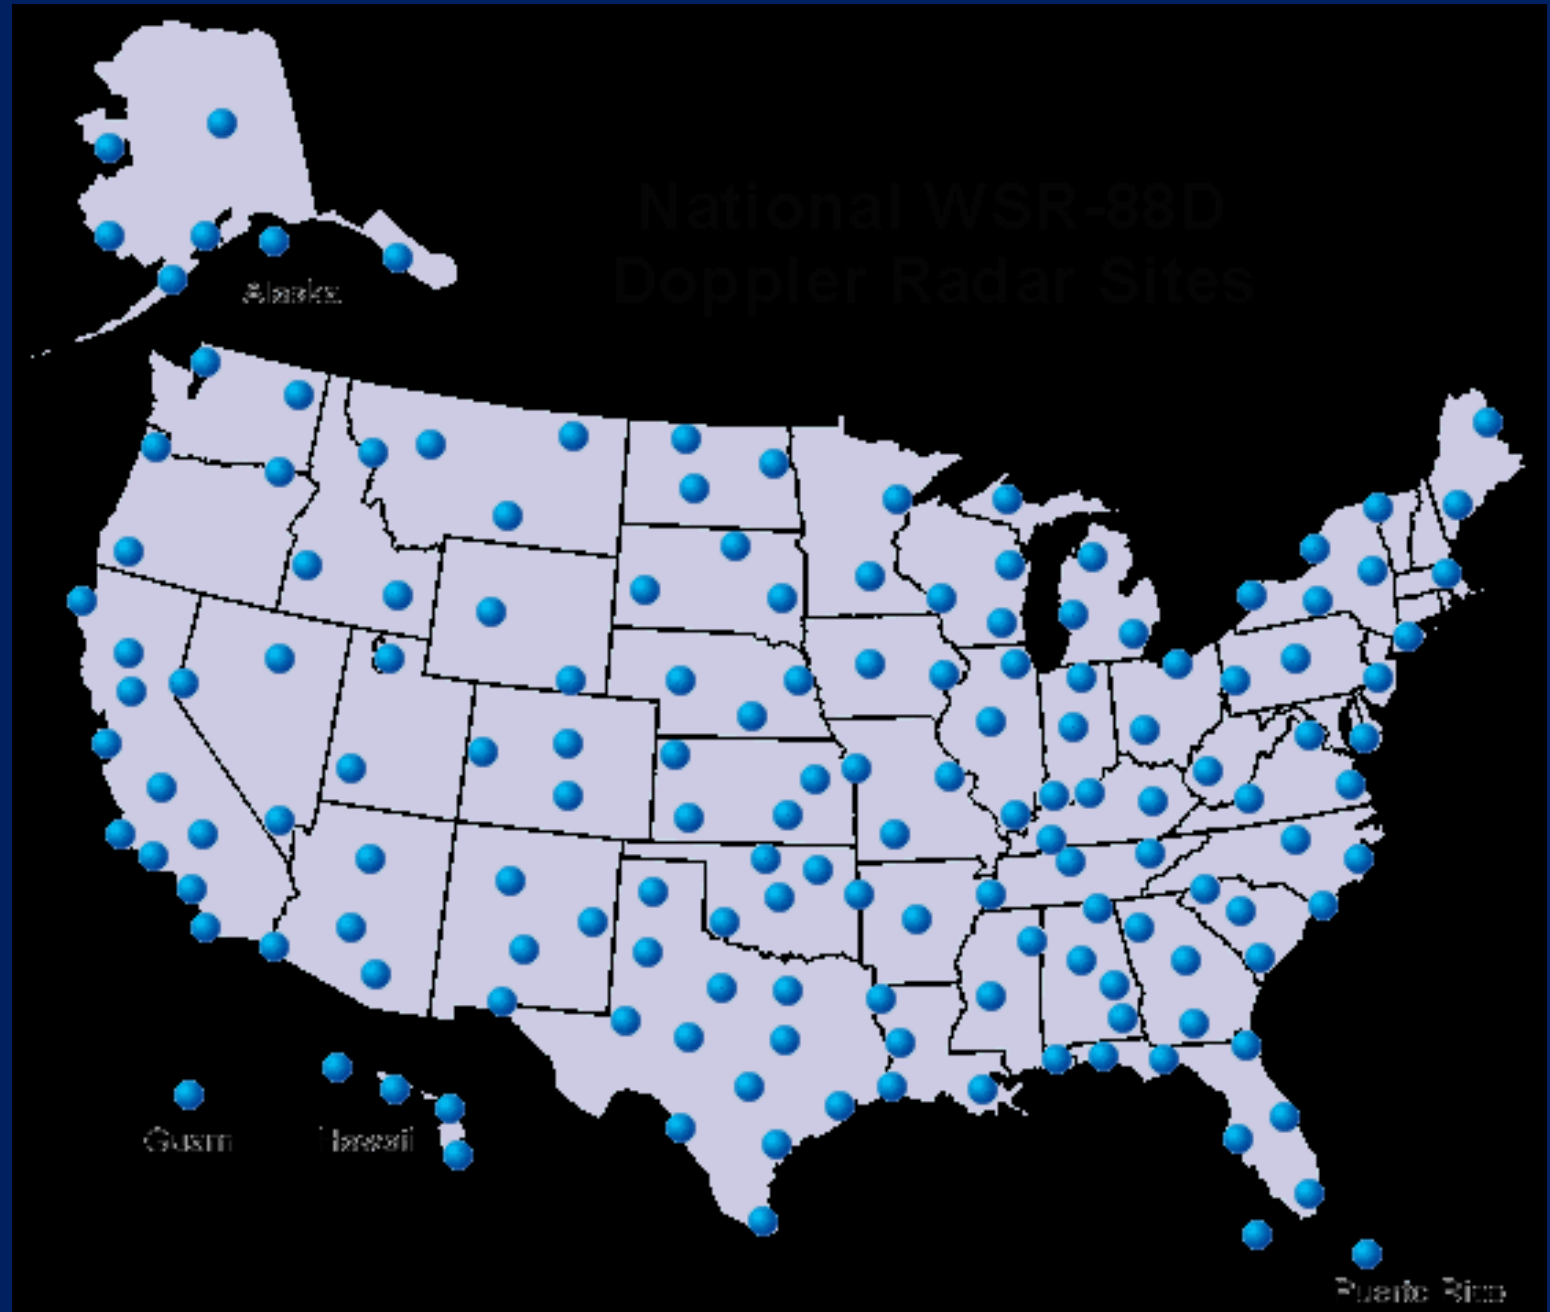 National WSR-88D
Doppler Radar Sites
Alaska
Guam
Hawaii
Puerto Rico